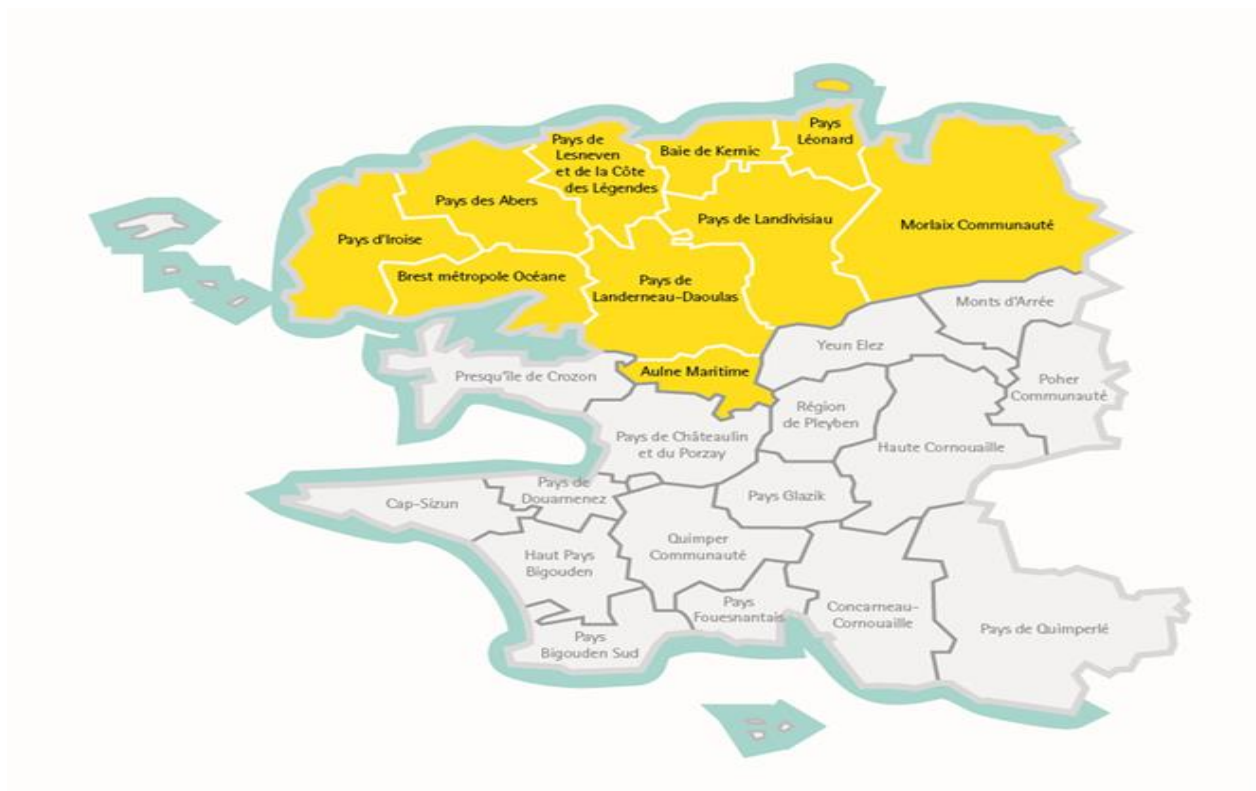 Pays
Léonard
Pays de
Lesneven
et de la Côte
des Légendes
Baie de Kernic
Pays des Abers
Pays de Landivisiau
Morlaix Communauté
Pays d'Iroise
Brest métropole Océane
Pays de
Landerneau-Daoulas
Monts d'Arrée
Yeun Elez
Aulne Maritime
Presqu'île de Crozon
Poher
Communauté
Région
de Pleyben
Pays de Châteaulin
et du Porzay
Haute Cornouaille
Pays de
Douarnenez
Cap-Sizun
Pays Glazik
Quimper
Communauté
Haut Pays
Bigouden
Pays
Fouesnantais
Concarneau-
Cornouaille
Pays de Quimperlé
Pays
Bigouden Sud